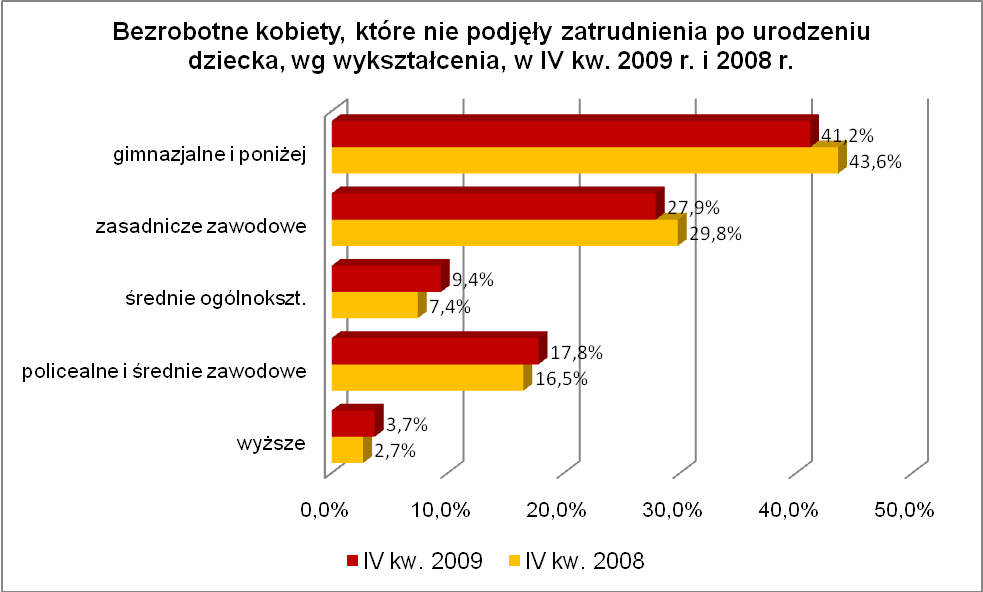 Bezrobotne kobiety, które nie podjęły zatrudnienia po urodzeniu
dziecka, wg wykształcenia, w IV kw. 2009 r. i 2008 r.
gimnazjalne i poniżej
41,2%
43,6%
zasadnicze zawodowe
27,9%
29,8%
średnie ogólnokszt.
9,4%
7,4%
policealne i średnie zawodowe
17,8%
16,5%
wyższe
3,7%
2,7%
0,0% 10,0% 20,0% 30,0% 40,0% 50,0%
IV kw. 2009 IV kw. 2008